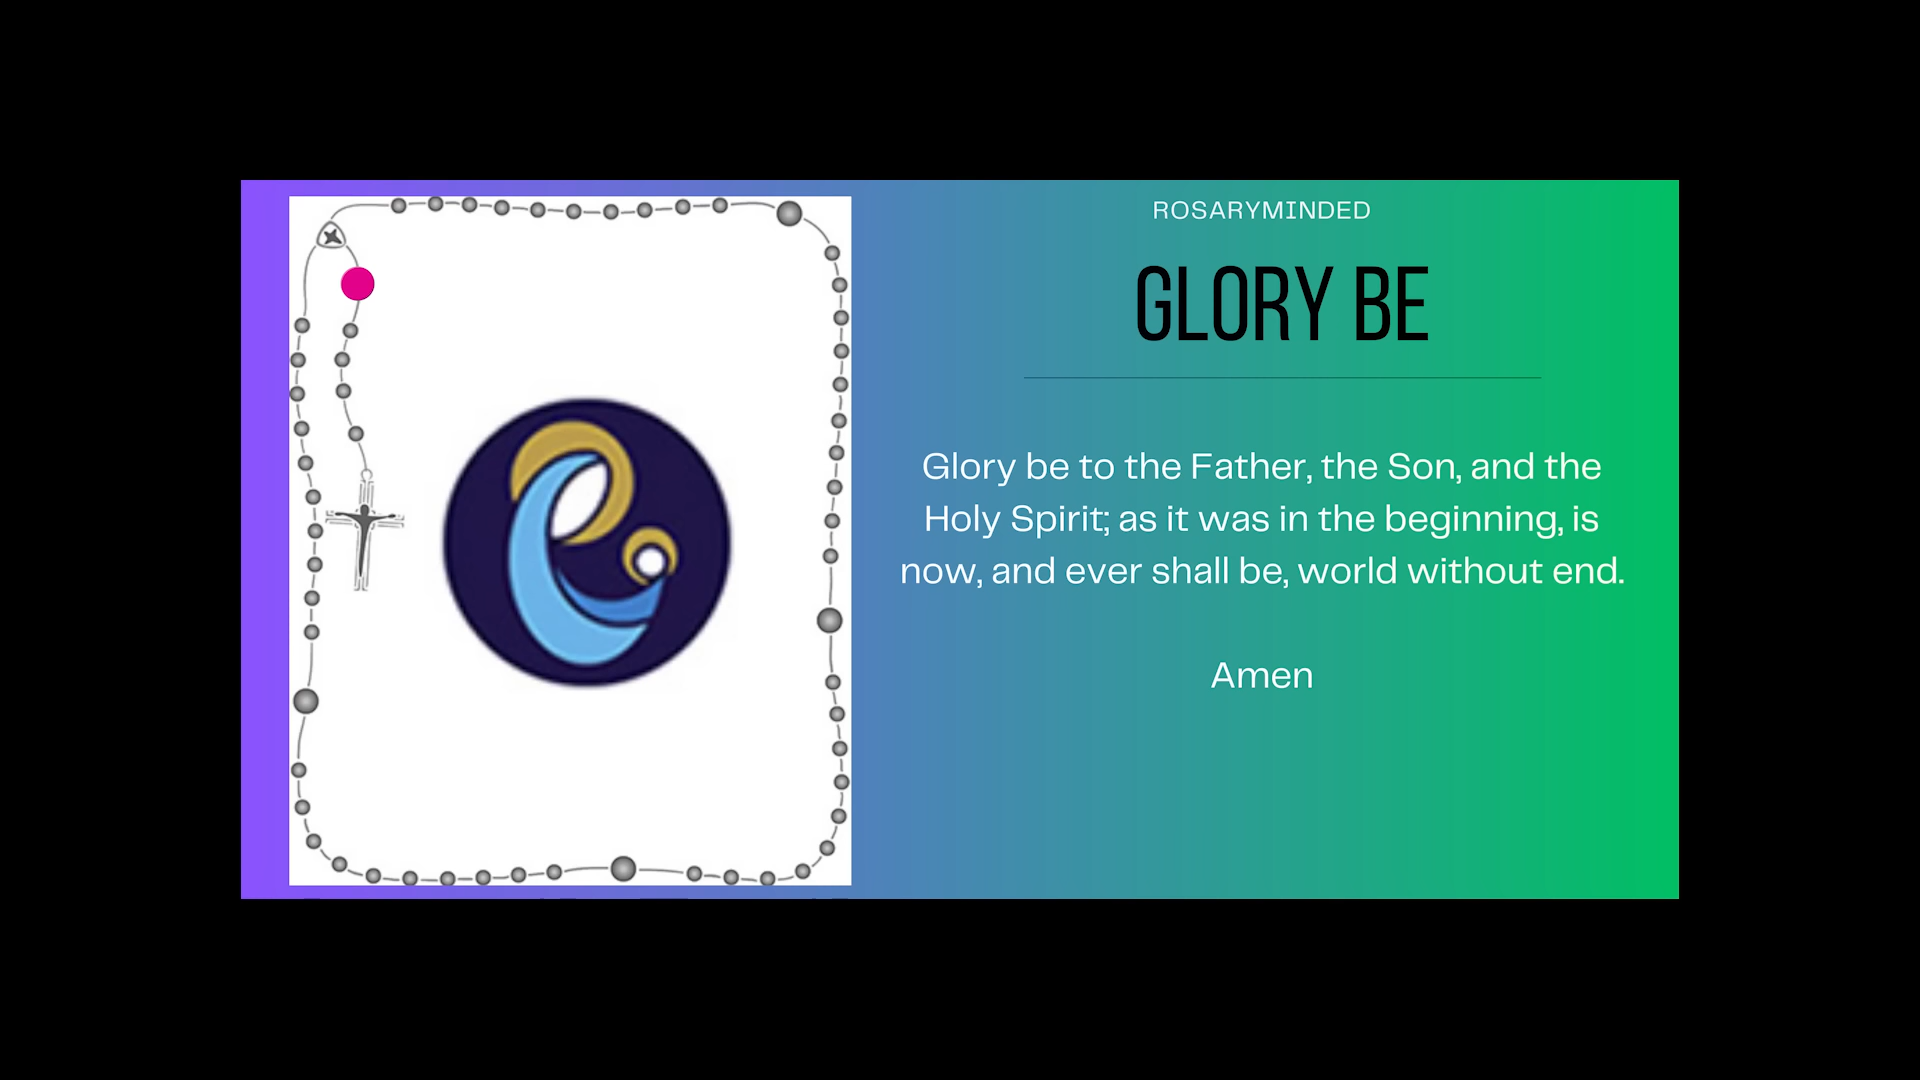 ROSARYMINDED
GLORY BE
Glory be to the Father, the Son, and the
Holy Spirit; as it was in the beginning, is
now, and ever shall be, world without end.
Amen